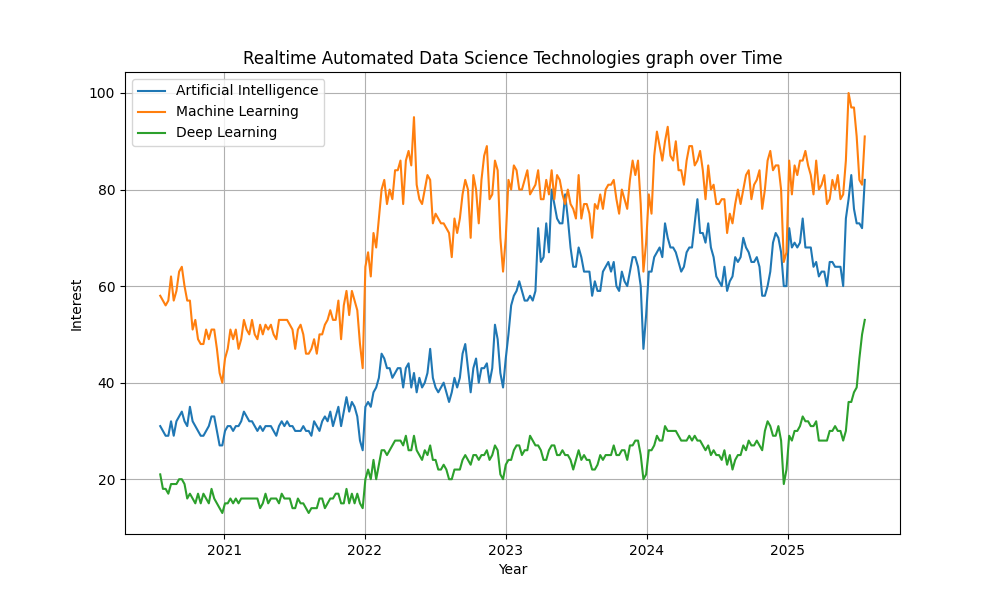 Realtime Automated Data Science Technologies graph over Time
Artificial Intelligence
Machine Learning
Deep Learning
Interest
100
80
60
40
20
2021
2022
2023
2024
2025
Year